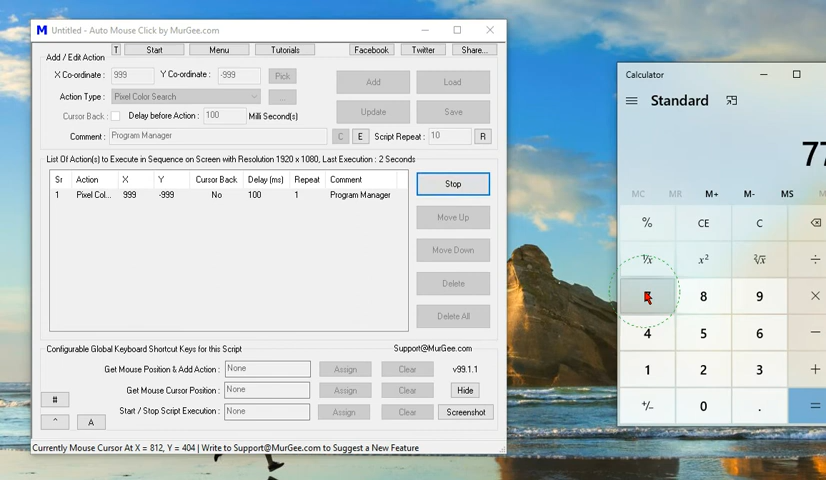 M Untitled - Auto Mouse Click by MurGee.com
T Start Menu Tutorials Facebook Twitter Share...
Add / Edit Action
X Co-ordinate : 999 Y Co-ordinate : -999 Pick
Action Type : Pixel Color Search ...
Cursor Back : Delay before Action : 100 Milli Second(s)
Comment : Program Manager C E Script Repeat : 10 R
Add Load
Update Save
List Of Action(s) to Execute in Sequence on Screen with Resolution 1920 x 1080, Last Execution : 2 Seconds
Sr Action X Y Cursor Back Delay (ms) Repeat Comment
1 Pixel Col... 999 -999 No 100 1 Program Manager
Stop
Move Up
Move Down
Delete
Delete All
Configurable Global Keyboard Shortcut Keys for this Script Support@MurGee.com
Get Mouse Position & Add Action : None Assign Clear v99.1.1
Get Mouse Cursor Position : None Assign Clear Hide
Start / Stop Script Execution : None Assign Clear Screenshot
#
^ A
Currently Mouse Cursor At X = 812, Y = 404 | Write to Support@MurGee.com to Suggest a New Feature
Calculator
Standard
77
MC MR M+ M- MS
% CE C
⅟x x² ²√x ÷
8 9 ×
4 5 6 −
1 2 3 +
+/− 0 . =